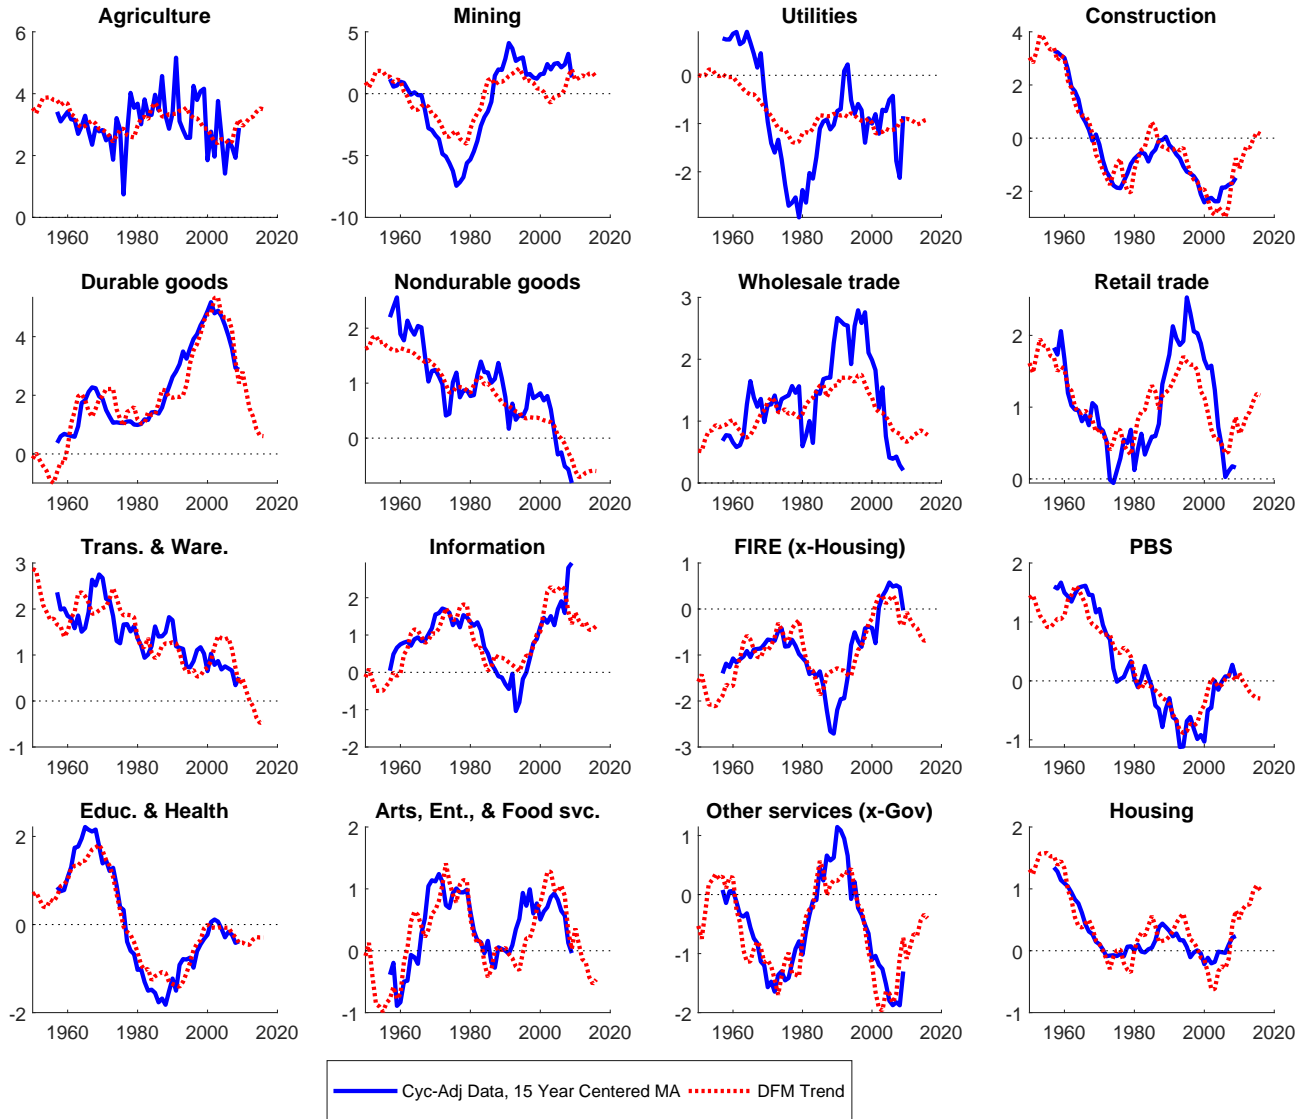 Agriculture
Mining
Utilities
Construction
6
4
2
0
1960 1980 2000 2020
5
0
-5
-10
1960 1980 2000 2020
0
-1
-2
1960 1980 2000 2020
4
2
0
-2
1960 1980 2000 2020
Durable goods
Nondurable goods
Wholesale trade
Retail trade
4
2
0
1960 1980 2000 2020
2
1
0
1960 1980 2000 2020
3
2
1
0
1960 1980 2000 2020
2
1
0
1960 1980 2000 2020
Trans. & Ware.
Information
FIRE (x-Housing)
PBS
3
2
1
0
-1
1960 1980 2000 2020
2
1
0
-1
-2
1960 1980 2000 2020
1
0
-1
-2
-3
1960 1980 2000 2020
2
1
0
-1
1960 1980 2000 2020
Educ. & Health
Arts, Ent., & Food svc.
Other services (x-Gov)
Housing
2
0
-2
1960 1980 2000 2020
2
1
0
-1
1960 1980 2000 2020
1
0
-1
-2
1960 1980 2000 2020
2
1
0
-1
1960 1980 2000 2020
Cyc-Adj Data, 15 Year Centered MA
DFM Trend